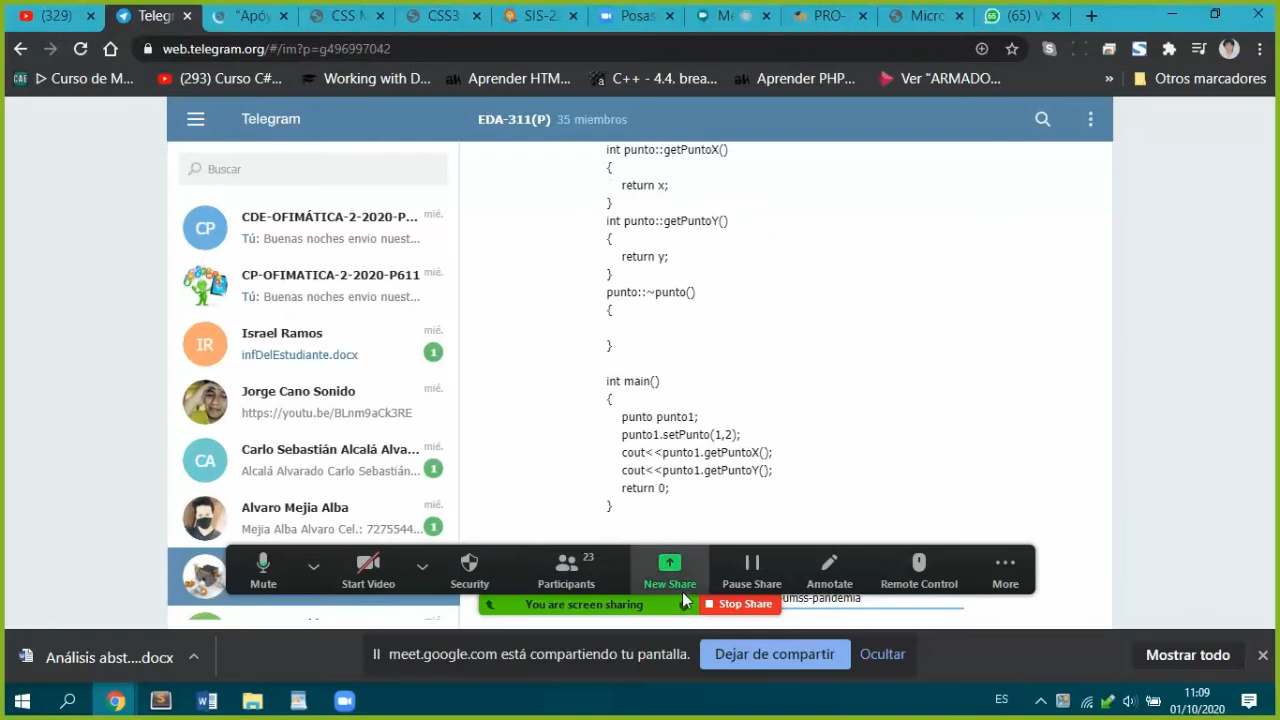 (329)
Telegr
"Apóy
CSS M
CSS3
SIS-2
Posas
Me
PRO-
Micro
(65) W
web.telegram.org/#/im?p=g496997042
Curso de M...
(293) Curso C#...
Working with D...
Aprender HTM...
C++ - 4.4. brea...
Aprender PHP...
Ver "ARMADO...
»
Otros marcadores
Telegram
EDA-311(P) 35 miembros
Buscar
CP
CDE-OFIMÁTICA-2-2020-P...
mié.
Tú: Buenas noches envio nuest...
CP-OFIMATICA-2-2020-P611
mié.
Tú: Buenas noches envio nuest...
IR
Israel Ramos
mié.
infDelEstudiante.docx
1
Jorge Cano Sonido
mié.
https://youtu.be/BLnm9aCk3RE
CA
Carlo Sebastián Alcalá Alva...
mié.
Alcalá Alvarado Carlo Sebastián...
1
Alvaro Mejia Alba
mié.
Mejia Alba Alvaro Cel.: 7275544...
1
int punto::getPuntoX()
{
return x;
}
int punto::getPuntoY()
{
return y;
}
punto::~punto()
{
}
int main()
{
punto punto1;
punto1.setPunto(1,2);
cout<<punto1.getPuntoX();
cout<<punto1.getPuntoY();
return 0;
}
Mute
Start Video
Security
Participants
23
New Share
Pause Share
Annotate
Remote Control
More
You are screen sharing
Stop Share
umss-pandemia
Análisis abst....docx
meet.google.com está compartiendo tu pantalla.
Dejar de compartir
Ocultar
Mostrar todo
ES
11:09
01/10/2020